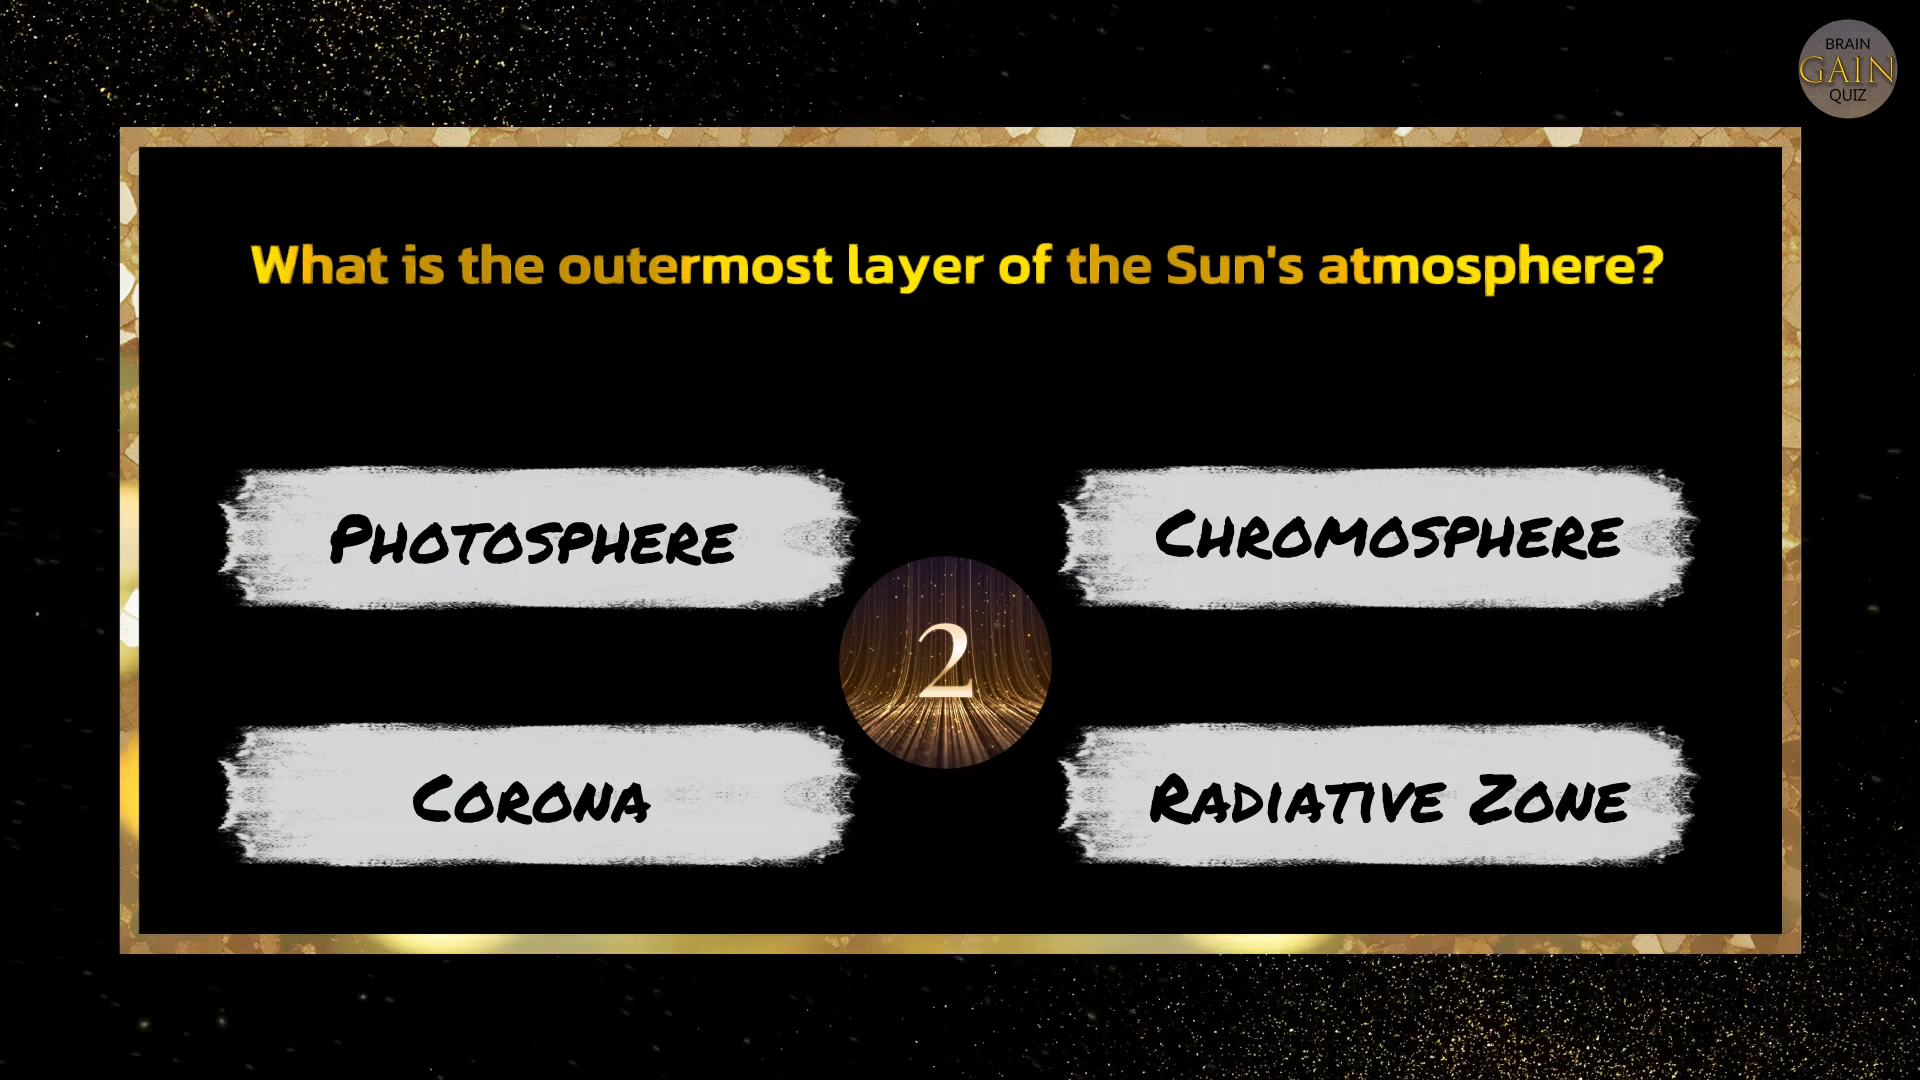 BRAIN
GAIN
QUIZ
What is the outermost layer of the Sun's atmosphere?
PHOTOSPHERE
CHROMOSPHERE
2
CORONA
RADIATIVE ZONE